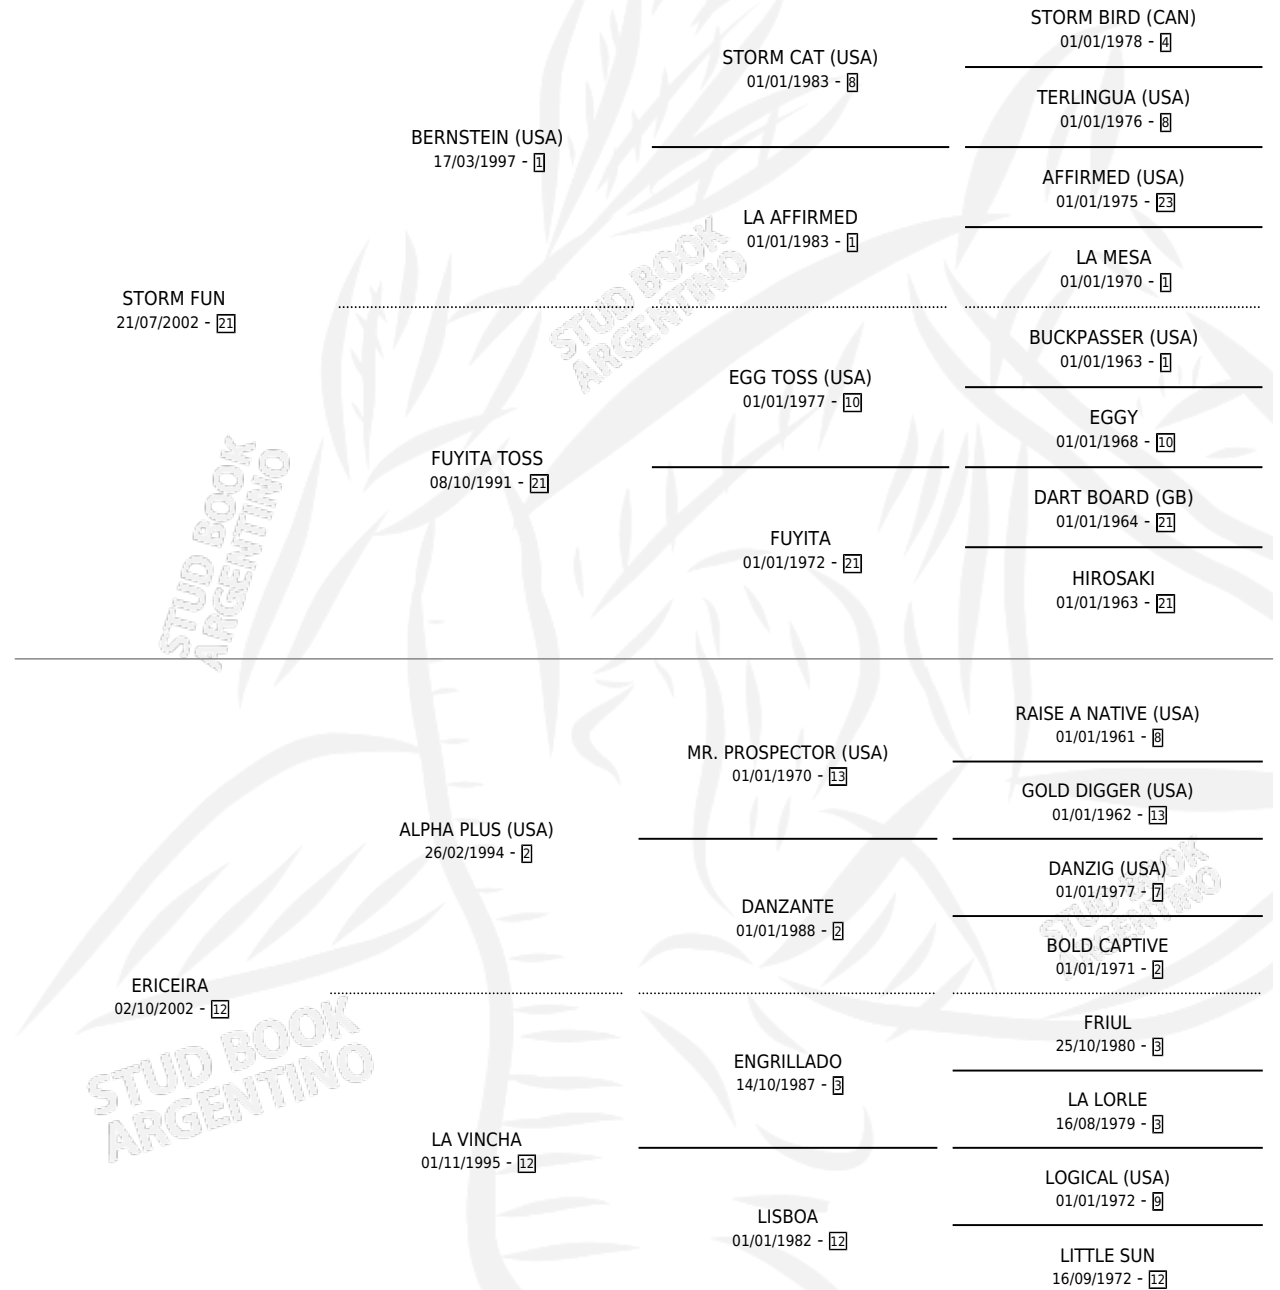 STORM BIRD (CAN)
01/01/1978 - 4
STORM CAT (USA)
01/01/1983 - 8
TERLINGUA (USA)
01/01/1976 - 8
BERNSTEIN (USA)
17/03/1997 - 1
AFFIRMED (USA)
01/01/1975 - 23
LA AFFIRMED
01/01/1983 - 1
LA MESA
01/01/1970 - 1
STORM FUN
21/07/2002 - 21
BUCKPASSER (USA)
01/01/1963 - 1
EGG TOSS (USA)
01/01/1977 - 10
EGGY
01/01/1968 - 10
FUYITA TOSS
08/10/1991 - 21
DART BOARD (GB)
01/01/1964 - 21
FUYITA
01/01/1972 - 21
HIROSAKI
01/01/1963 - 21
STUD BOOK
ARGENTINO
STUD BOOK
ARGENTINO
RAISE A NATIVE (USA)
01/01/1961 - 8
MR. PROSPECTOR (USA)
01/01/1970 - 13
GOLD DIGGER (USA)
01/01/1962 - 13
ALPHA PLUS (USA)
26/02/1994 - 2
DANZIG (USA)
01/01/1977 - 7
DANZANTE
01/01/1988 - 2
BOLD CAPTIVE
01/01/1971 - 2
STUD BOOK
ARGENTINO
ERICEIRA
02/10/2002 - 12
FRIUL
25/10/1980 - 3
ENGRILLADO
14/10/1987 - 3
LA LORLE
16/08/1979 - 3
STUD BOOK
ARGENTINO
LA VINCHA
01/11/1995 - 12
LOGICAL (USA)
01/01/1972 - 9
LISBOA
01/01/1982 - 12
LITTLE SUN
16/09/1972 - 12